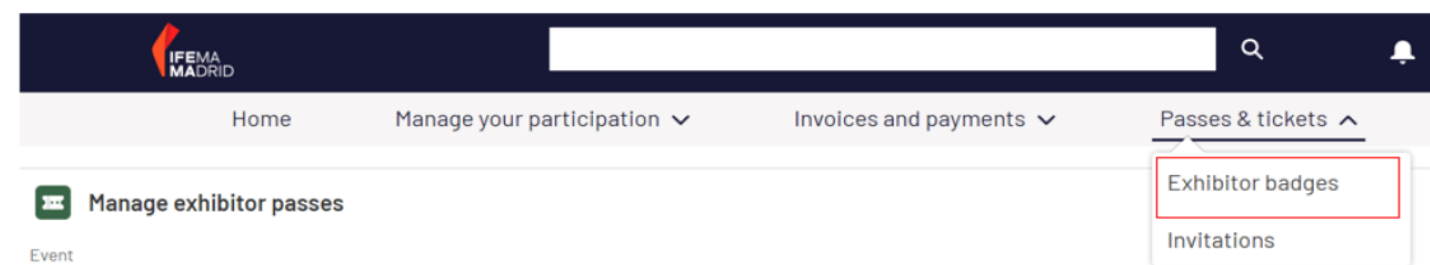 IFEMA
MADRID
Home Manage your participation Invoices and payments Passes & tickets
Exhibitor badges
Manage exhibitor passes
Invitations
Event